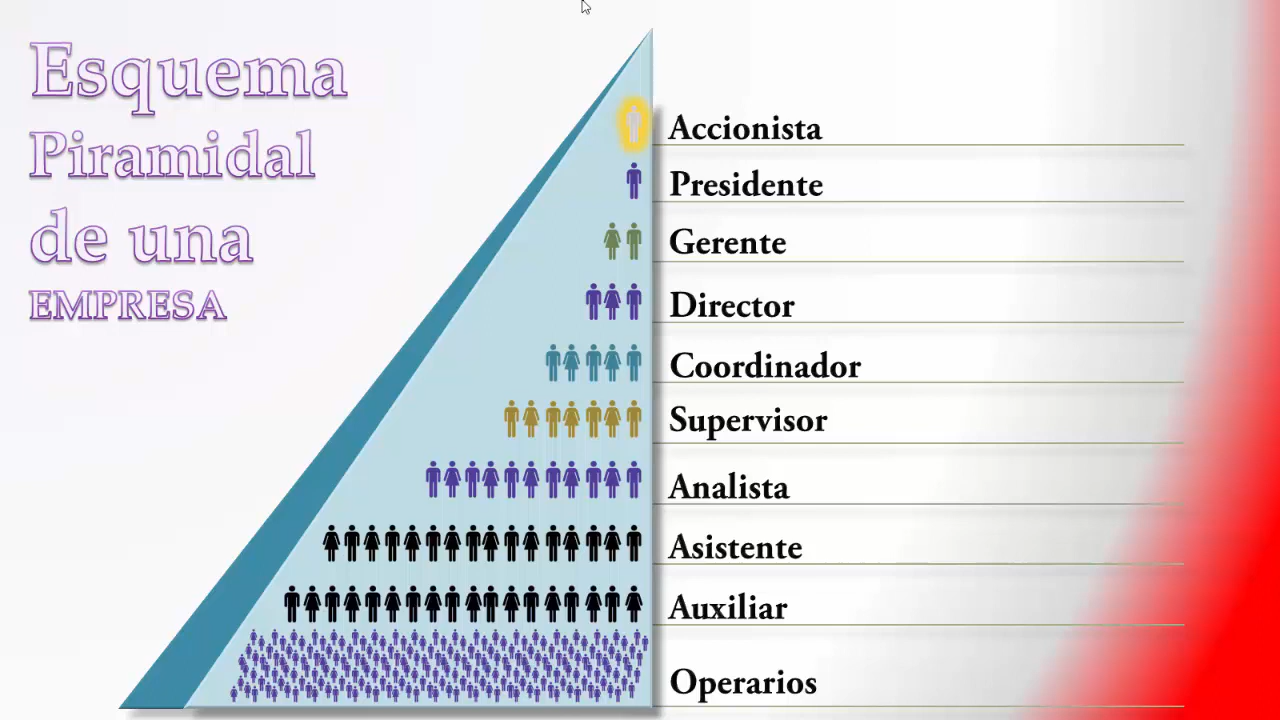 Esquema
Piramidal
de una
EMPRESA
Accionista
Presidente
Gerente
Director
Coordinador
Supervisor
Analista
Asistente
Auxiliar
Operarios